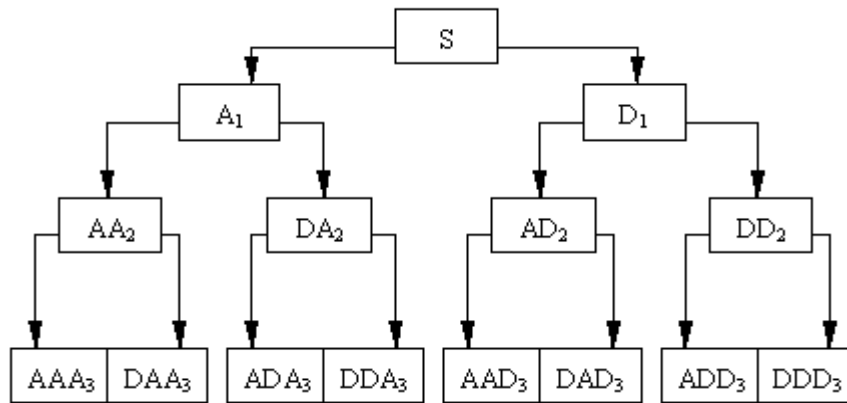 S
A₁ D₁
AA₂ DA₂ AD₂ DD₂
AAA₃ DAA₃ ADA₃ DDA₃ AAD₃ DAD₃ ADD₃ DDD₃